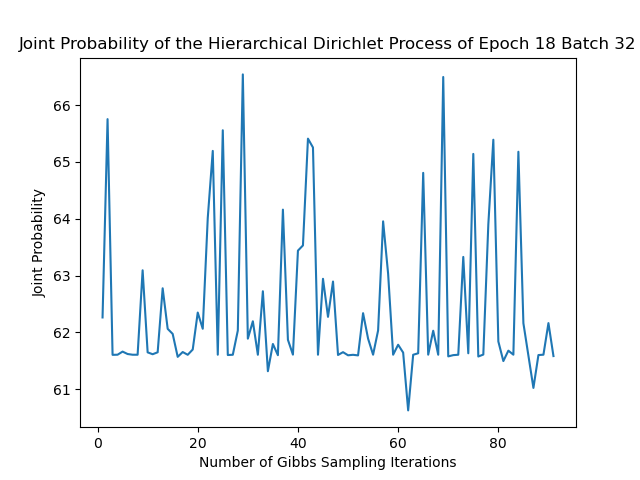 Joint Probability of the Hierarchical Dirichlet Process of Epoch 18 Batch 32
66
65
64
63
62
61
Joint Probability
0 20 40 60 80
Number of Gibbs Sampling Iterations